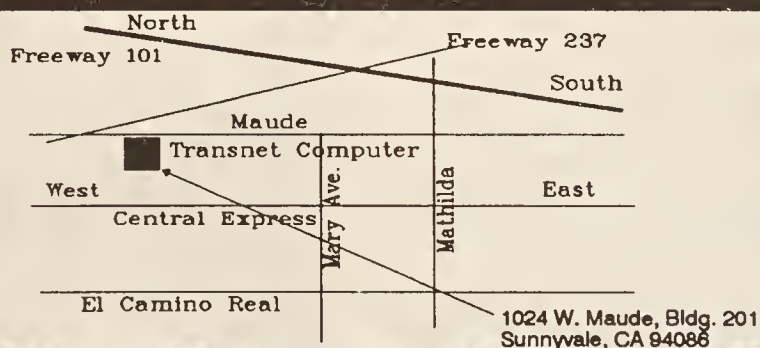 North
Freeway 237
Freeway 101
South
Maude
Transnet Computer
West
Mary Ave.
Mathilda
East
Central Express
El Camino Real
1024 W. Maude, Bldg. 201
Sunnyvale, CA 94086